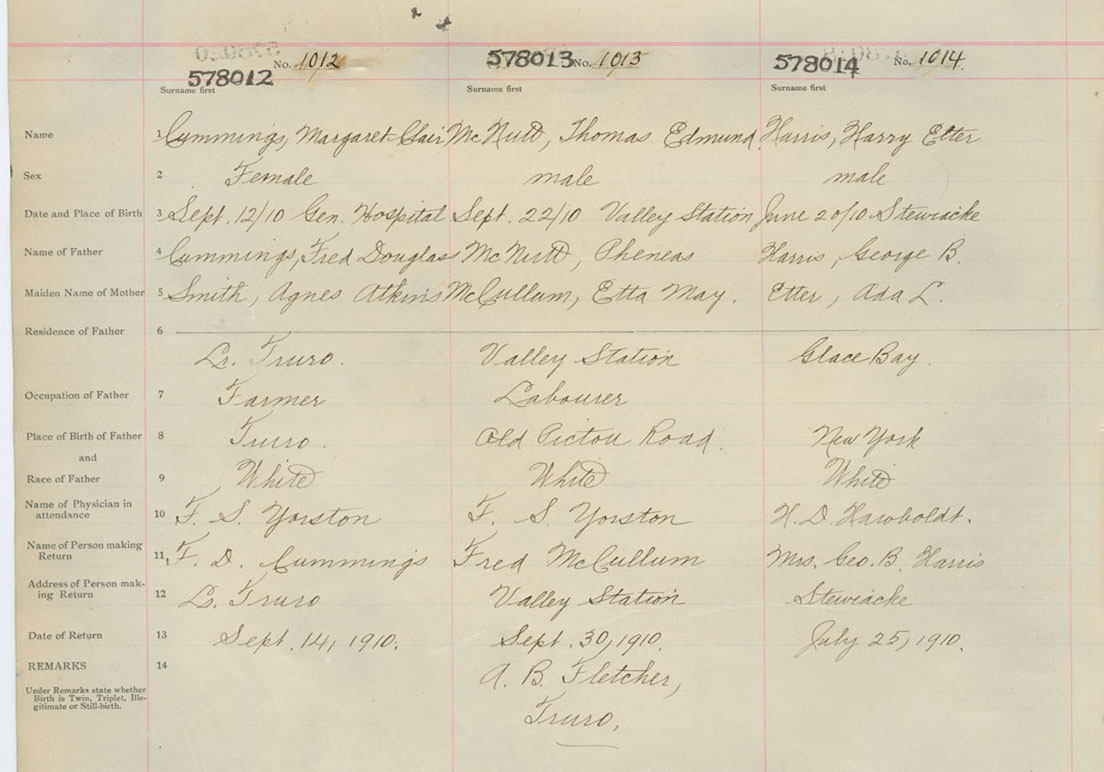 No. 1012 578013 No. 1013 578014 No. 1014.
578012
Surname first Surname first Surname first
Name 1 Cummings, Margaret Clair McNutt, Thomas Edmund Harris, Harry Etter
Sex 2 Female male male
Date and Place of Birth 3 Sept. 12/10 Gen. Hospital Sept. 22/10 Valley Station June 20/10 Stewiacke
Name of Father 4 Cummings, Fred Douglas McNutt, Pheneas Harris, George B.
Maiden Name of Mother 5 Smith, Agnes Atkins McCullum, Etta May. Etter, Ada L.
Residence of Father 6
Lr. Truro. Valley Station Glace Bay.
Occupation of Father 7 Farmer Labourer
Place of Birth of Father 8 Truro. Old Pictou Road. New York
and
Race of Father 9 White White White
Name of Physician in
attendance 10 F. S. Yorston F. S. Yorston H. D. Hawboldt.
Name of Person making
Return 11 F. D. Cummings Fred McCullum Mrs. Geo. B. Harris
Address of Person mak-
ing Return 12 Lr. Truro Valley Station Stewiacke
Date of Return 13 Sept. 14, 1910. Sept. 30, 1910. July 25, 1910.
REMARKS 14 A. B. Fletcher,
Under Remarks state whether
Birth is Twin, Triplet, Ille-
gitimate or Still-birth.
Truro.